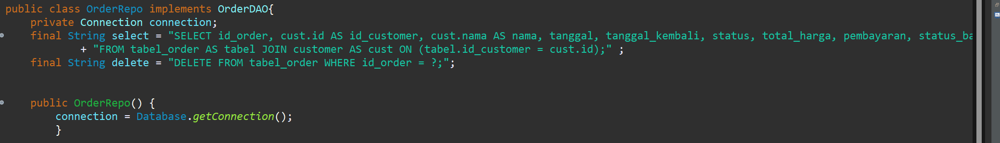 public class OrderRepo implements OrderDAO{
private Connection connection;
final String select = "SELECT id_order, cust.id AS id_customer, cust.nama AS nama, tanggal, tanggal_kembali, status, total_harga, pembayaran, status_ba
+ "FROM tabel_order AS tabel JOIN customer AS cust ON (tabel.id_customer = cust.id);" ;
final String delete = "DELETE FROM tabel_order WHERE id_order = ?;";
public OrderRepo() {
connection = Database.getConnection();
}